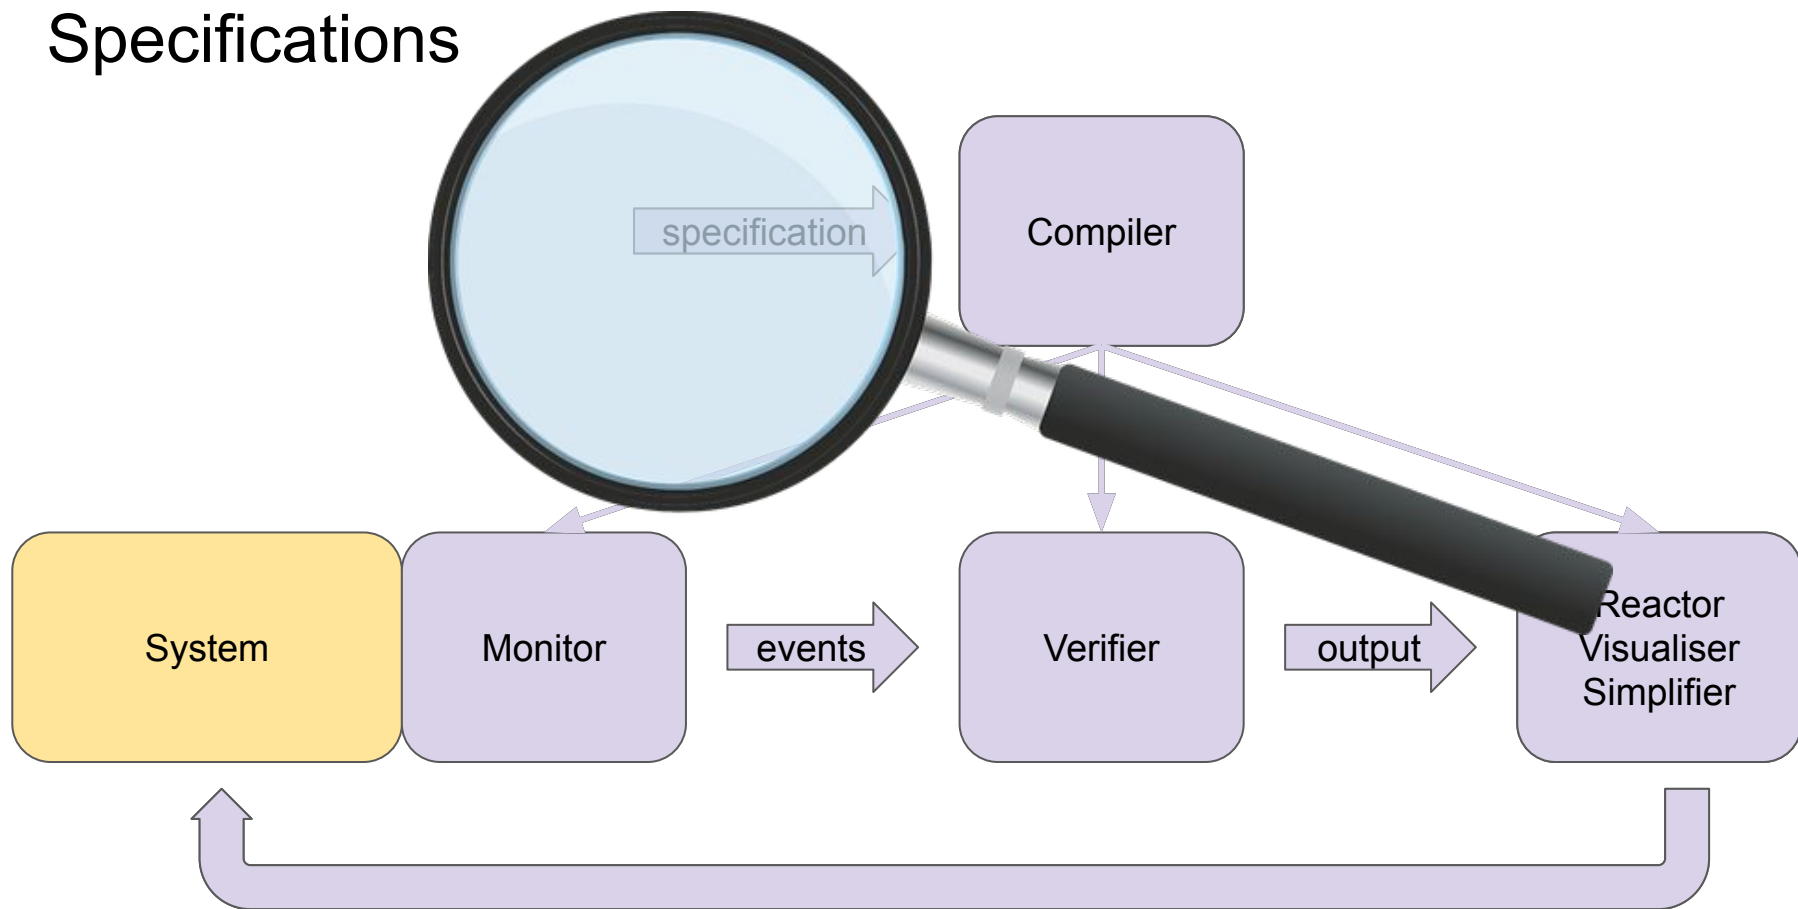 Specifications
specification
Compiler
System
Monitor
events
Verifier
output
Reactor
Visualiser
Simplifier